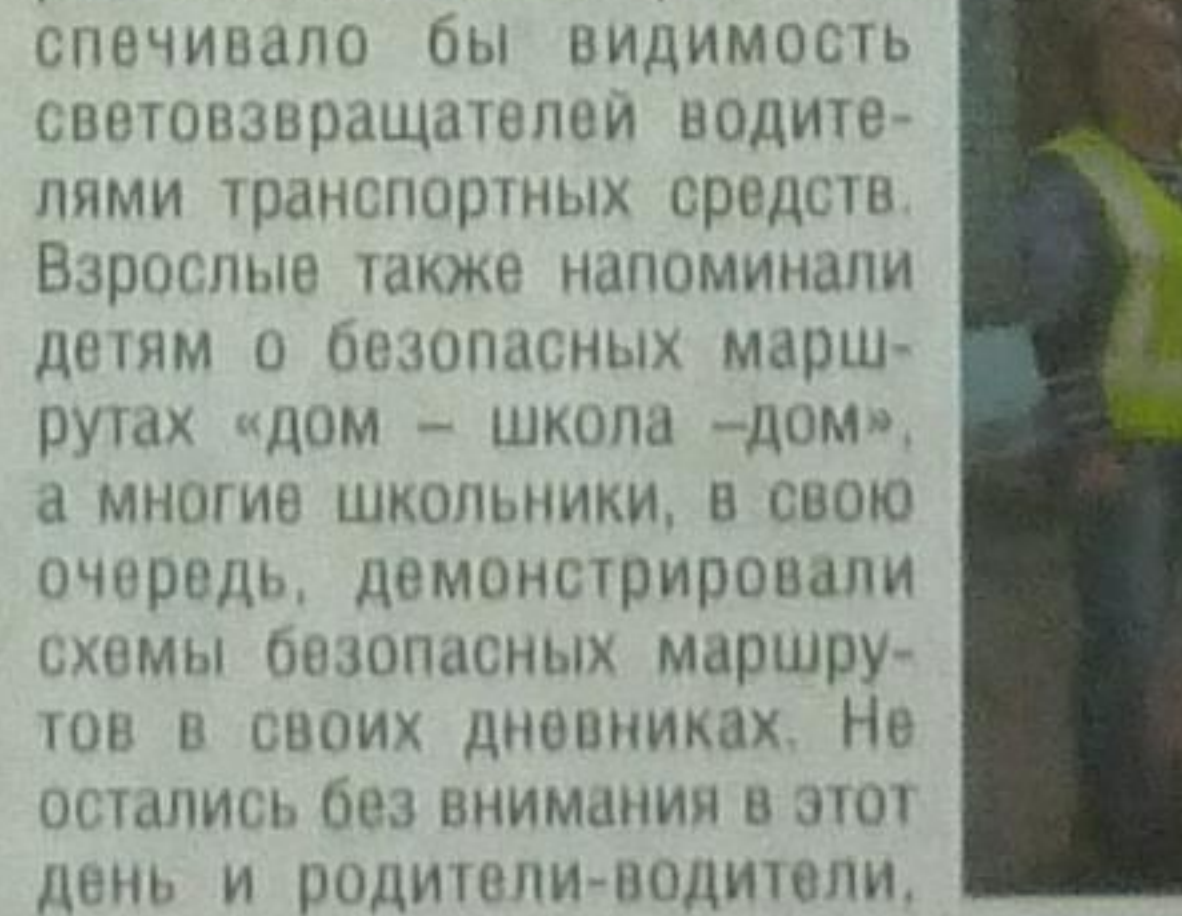 спечивало бы видимость
световзвращателей водите-
лями транспортных средств.
Взрослые также напоминали
детям о безопасных марш-
рутах «дом – школа –дом»,
а многие школьники, в свою
очередь, демонстрировали
схемы безопасных маршру-
тов в своих дневниках. Не
остались без внимания в этот
день и родители-водители,